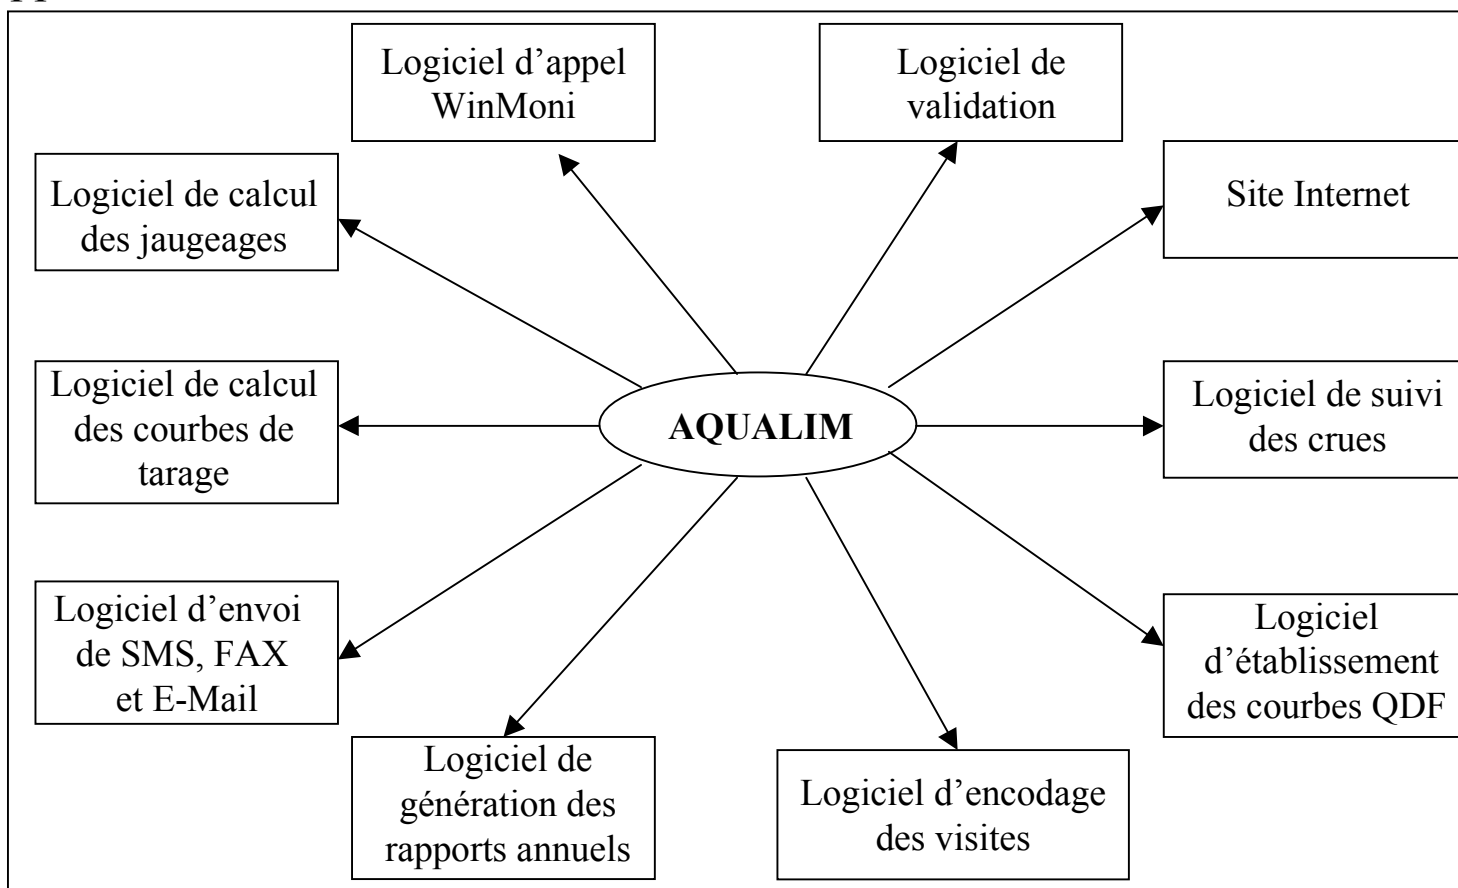 Logiciel d’appel
WinMoni
Logiciel de
validation
Logiciel de calcul
des jaugeages
Site Internet
Logiciel de calcul
des courbes de
tarage
AQUALIM
Logiciel de suivi
des crues
Logiciel d’envoi
de SMS, FAX
et E-Mail
Logiciel
d’établissement
des courbes QDF
Logiciel de
génération des
rapports annuels
Logiciel d’encodage
des visites